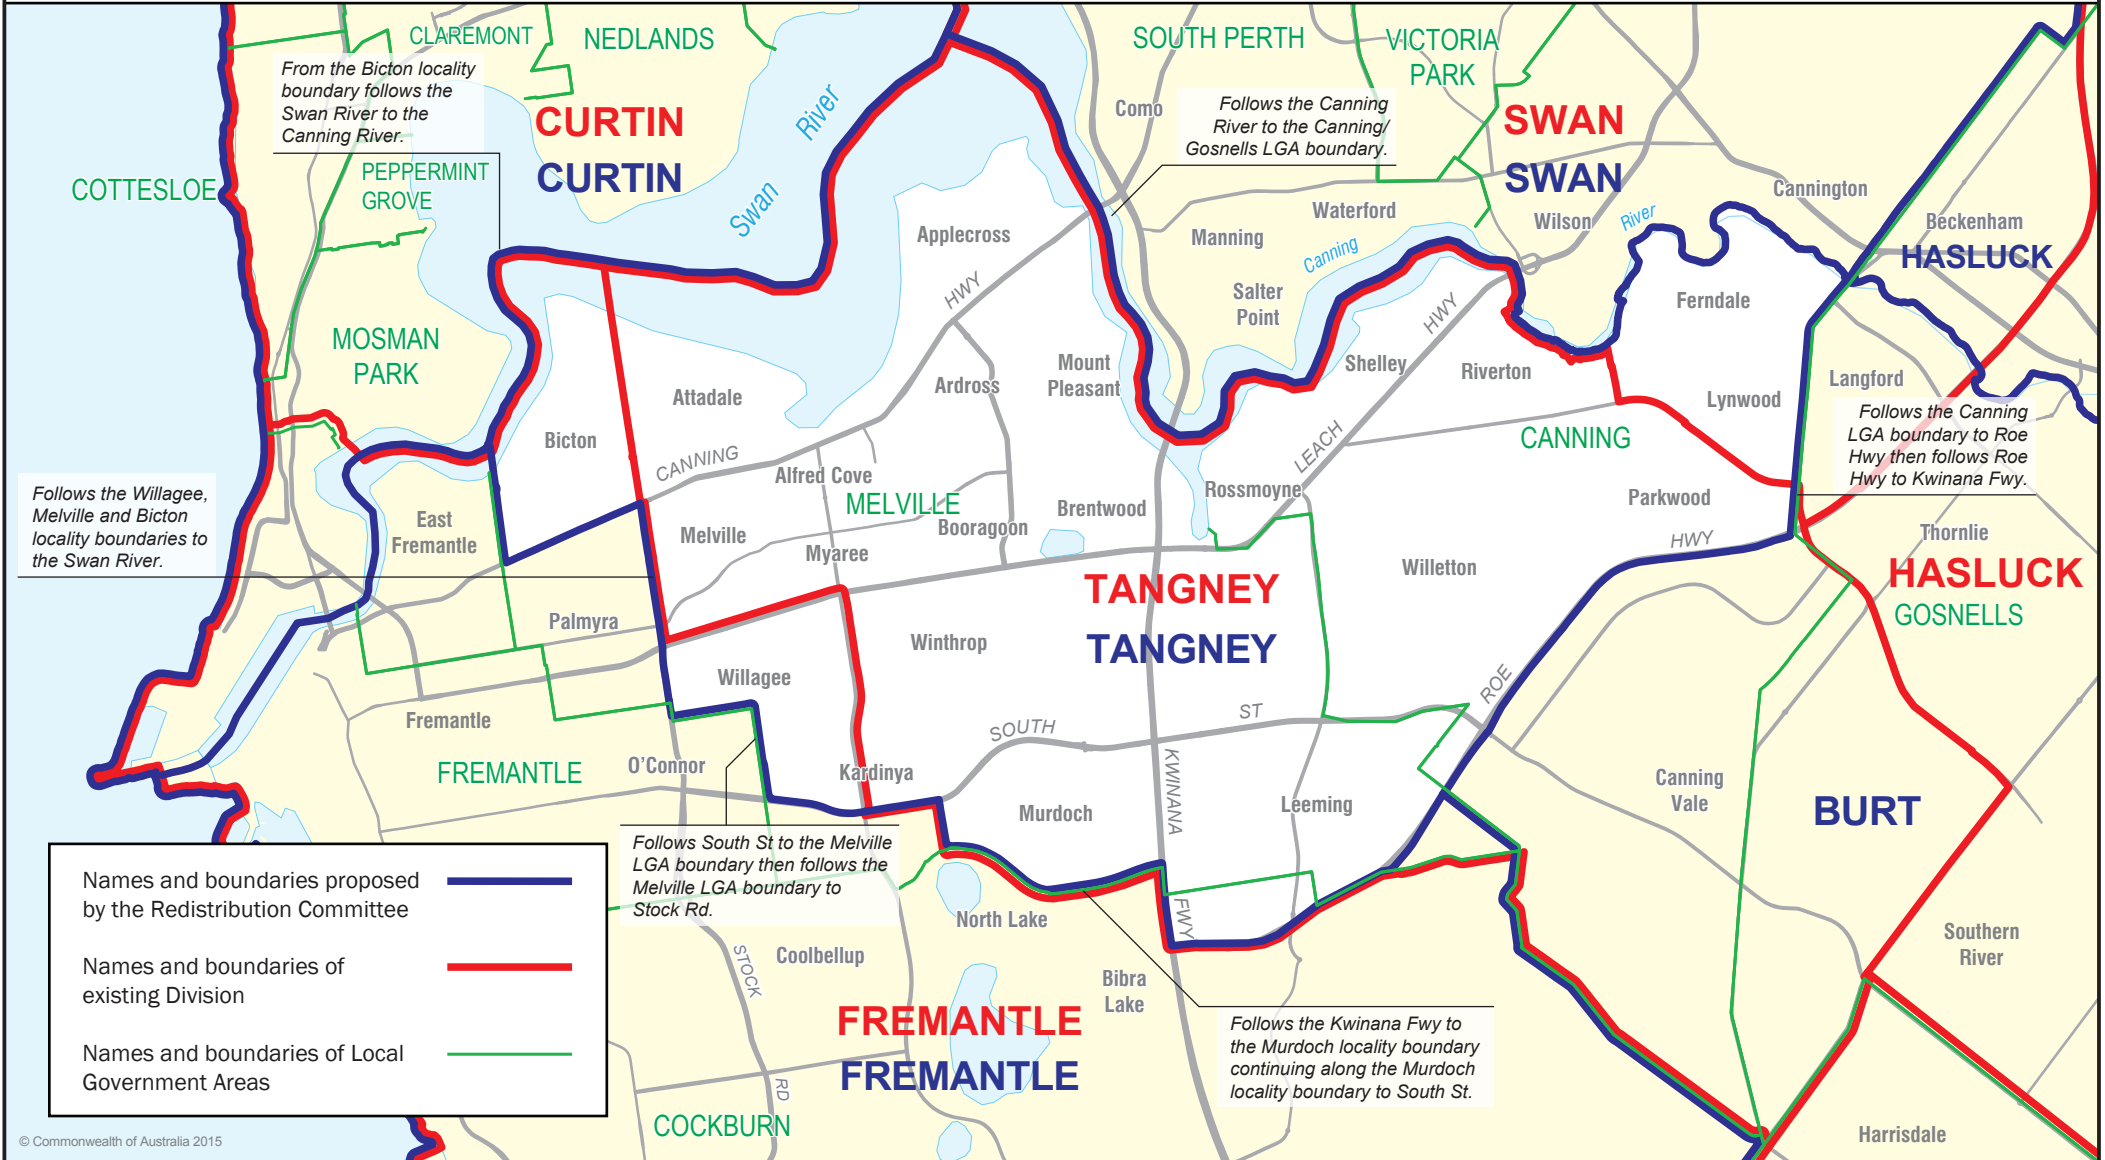 CLAREMONT
NEDLANDS
SOUTH PERTH
VICTORIA
PARK
From the Bicton locality
boundary follows the
Swan River to the
Canning River.
CURTIN
CURTIN
River
Swan
Como
Follows the Canning
River to the Canning/
Gosnells LGA boundary.
SWAN
SWAN
COTTESLOE
PEPPERMINT
GROVE
Cannington
Beckenham
HASLUCK
Waterford
Wilson
River
Manning
Canning
Applecross
HWY
Salter
Point
HWY
Ferndale
MOSMAN
PARK
Mount
Pleasant
Shelley
Riverton
Ardross
Attadale
Lynwood
Langford
Bicton
CANNING
LEACH
CANNING
Follows the Canning
LGA boundary to Roe
Hwy then follows Roe
Hwy to Kwinana Fwy.
Alfred Cove
MELVILLE
Rossmoyne
Parkwood
Brentwood
Booragoon
Follows the Willagee,
Melville and Bicton
locality boundaries to
the Swan River.
East
Fremantle
Melville
Myaree
HWY
Thornlie
Willetton
TANGNEY
TANGNEY
HASLUCK
GOSNELLS
Palmyra
Winthrop
Willagee
ROE
Fremantle
SOUTH
ST
FREMANTLE
O'Connor
Kardinya
KWINANA
Murdoch
Leeming
Canning
Vale
BURT
Follows South St to the Melville
LGA boundary then follows the
Melville LGA boundary to
Stock Rd.
Names and boundaries proposed
by the Redistribution Committee
Names and boundaries of
existing Division
Names and boundaries of Local
Government Areas
North Lake
FWY
Southern
River
STOCK
Coolbellup
Bibra
Lake
FREMANTLE
FREMANTLE
Follows the Kwinana Fwy to
the Murdoch locality boundary
continuing along the Murdoch
locality boundary to South St.
RD
COCKBURN
Harrisdale
© Commonwealth of Australia 2015